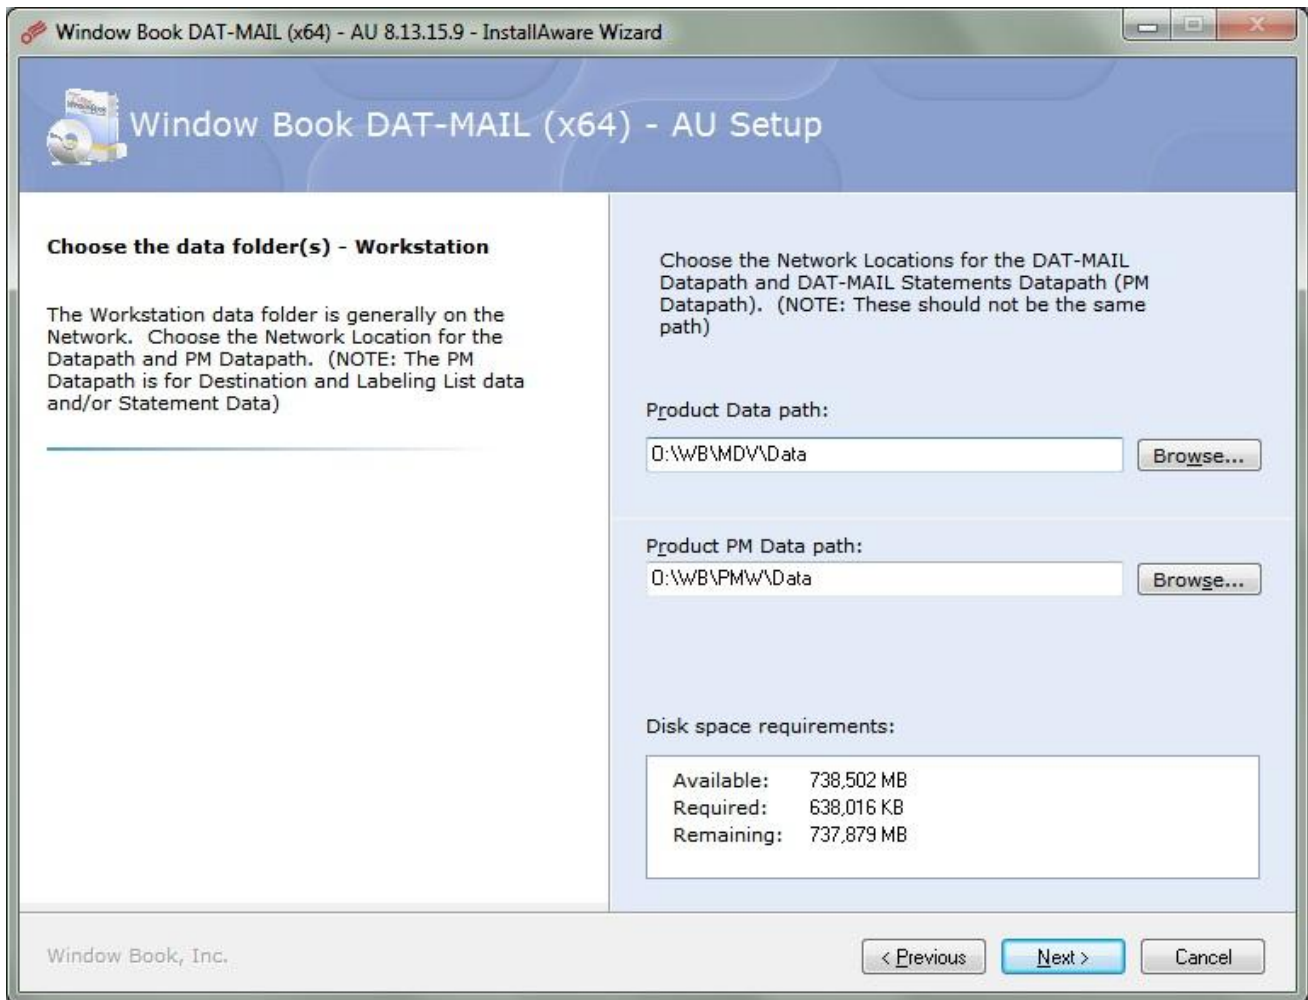 Window Book DAT-MAIL (x64) - AU 8.13.15.9 - InstallAware Wizard
Window Book DAT-MAIL (x64) - AU Setup
Choose the data folder(s) - Workstation
The Workstation data folder is generally on the
Network.  Choose the Network Location for the
Datapath and PM Datapath.  (NOTE: The PM
Datapath is for Destination and Labeling List data
and/or Statement Data)
Choose the Network Locations for the DAT-MAIL
Datapath and DAT-MAIL Statements Datapath (PM
Datapath).  (NOTE: These should not be the same
path)
Product Data path:
O:\WB\MDV\Data
Browse...
Product PM Data path:
O:\WB\PMW\Data
Browse...
Disk space requirements:
Available: 738,502 MB
Required: 638,016 KB
Remaining: 737,879 MB
Window Book, Inc.
< Previous
Next >
Cancel